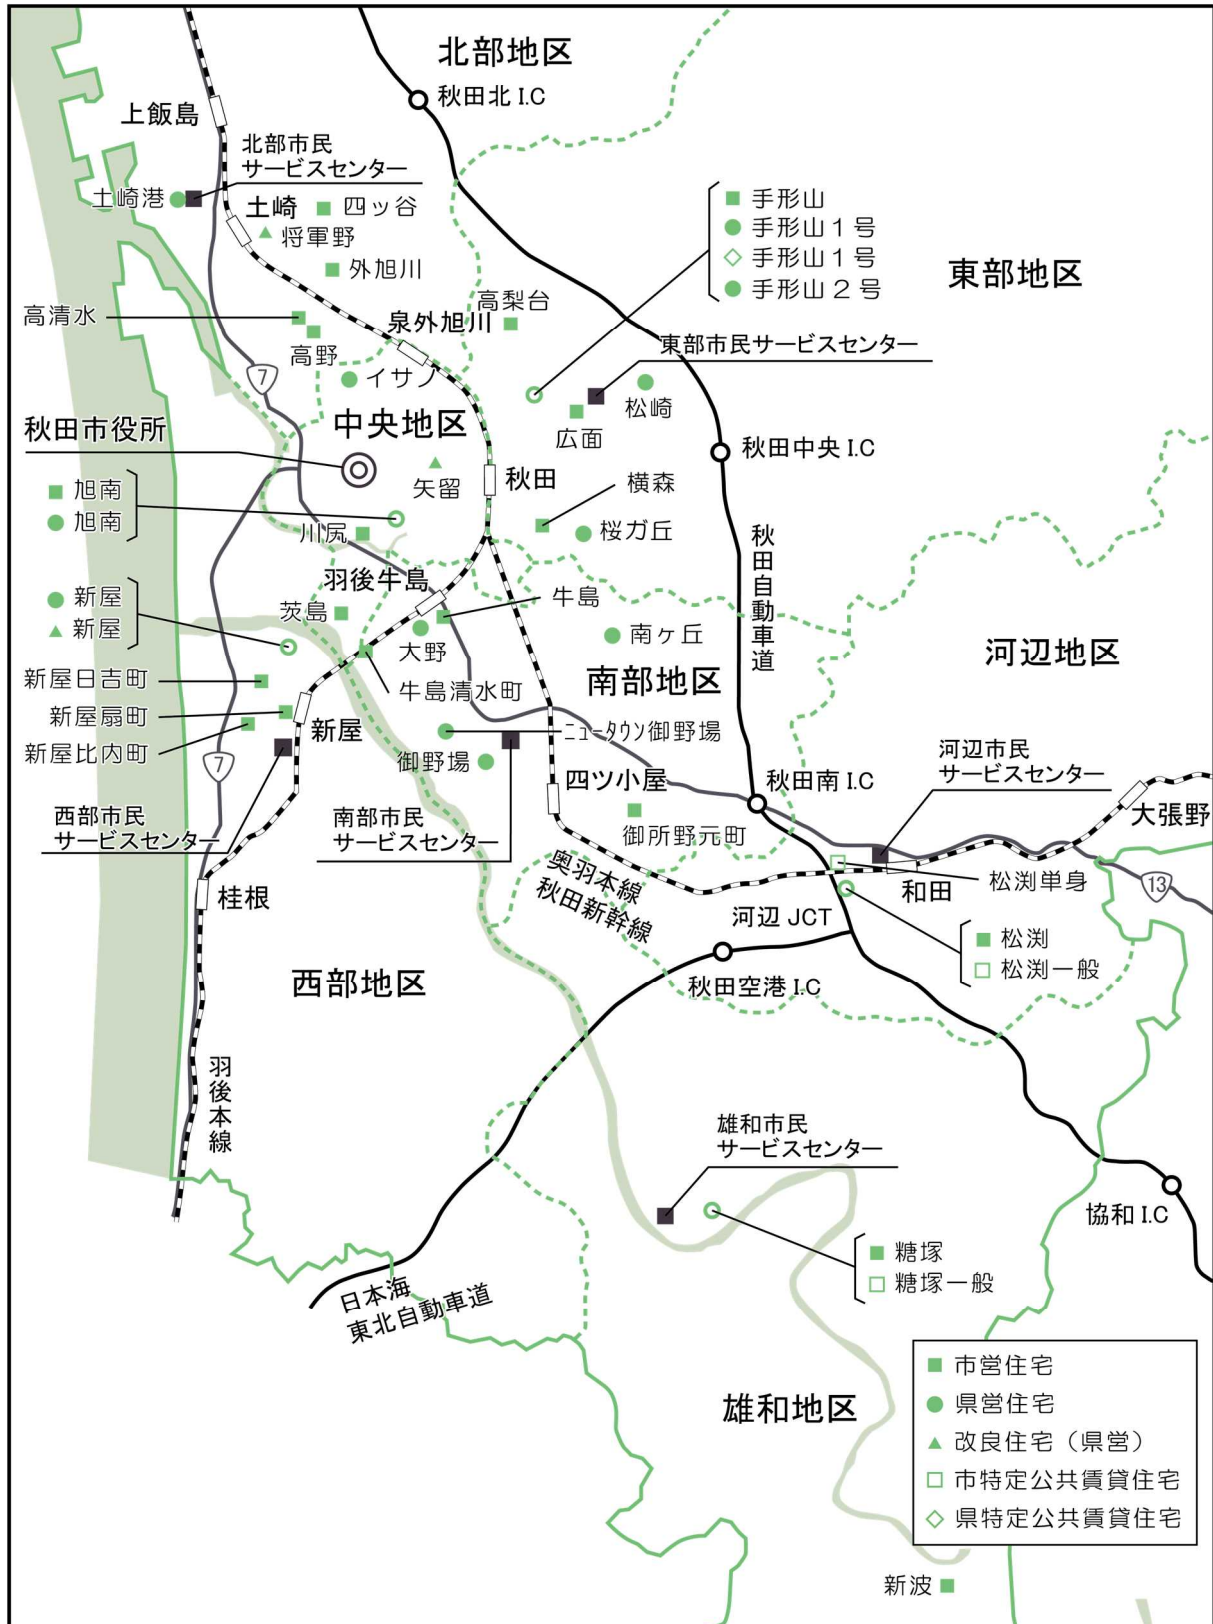 北部地区
秋田北 I.C
上飯島
北部市民
サービスセンター
土崎港
土崎
四ッ谷
将軍野
外旭川
手形山
手形山1号
手形山1号
手形山2号
東部地区
高清水
高野
泉外旭川
高梨台
東部市民サービスセンター
イサノ
松崎
広面
7
中央地区
秋田市役所
秋田中央 I.C
矢留
秋田
横森
旭南
旭南
川尻
桜ガ丘
秋田自動車道
羽後牛島
新屋
新屋
茨島
牛島
大野
南ヶ丘
河辺地区
新屋日吉町
牛島清水町
南部地区
新屋扇町
新屋
新屋比内町
ニュータウン御野場
7
御野場
四ツ小屋
秋田南 I.C
河辺市民
サービスセンター
西部市民
サービスセンター
南部市民
サービスセンター
御所野元町
大張野
奥羽本線
秋田新幹線
桂根
和田
松渕単身
13
河辺 JCT
松渕
松渕一般
西部地区
秋田空港 I.C
羽後本線
雄和市民
サービスセンター
協和 I.C
糖塚
糖塚一般
日本海
東北自動車道
雄和地区
市営住宅
県営住宅
改良住宅（県営）
市特定公共賃貸住宅
県特定公共賃貸住宅
新波